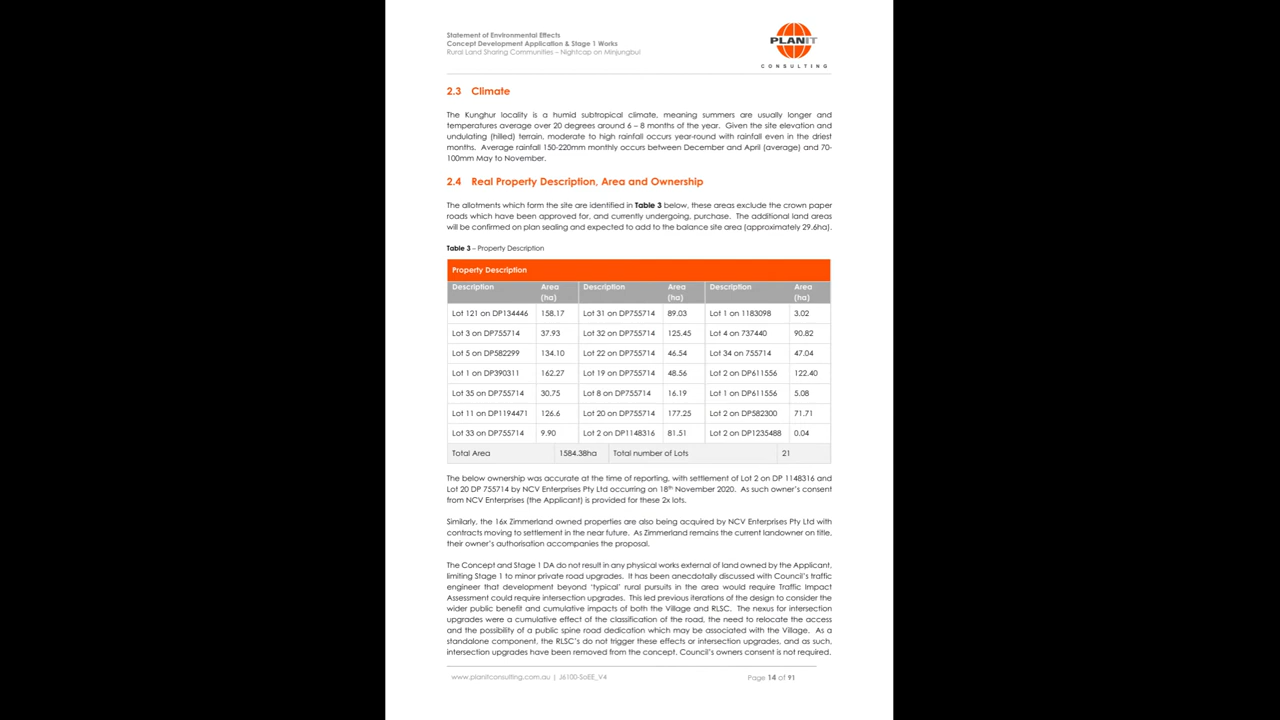 Statement of Environmental Effects
Concept Development Application & Stage 1 Works
Rural Land Sharing Communities – Nightcap on Minjungbul
PLANIT
CONSULTING
2.3 Climate
The Kunghur locality is a humid subtropical climate, meaning summers are usually longer and
temperatures average over 20 degrees around 6 – 8 months of the year. Given the site elevation and
undulating (hilled) terrain, moderate to high rainfall occurs year-round with rainfall even in the driest
months. Average rainfall 150-220mm monthly occurs between December and April (average) and 70-
100mm May to November.
2.4 Real Property Description, Area and Ownership
The allotments which form the site are identified in Table 3 below, these areas exclude the crown paper
roads which have been approved for, and currently undergoing, purchase. The additional land areas
will be confirmed on plan sealing and expected to add to the balance site area (approximately 29.6ha).
Table 3 – Property Description
Property Description
Description Area (ha) Description Area (ha) Description Area (ha)
Lot 121 on DP134446 158.17 Lot 31 on DP755714 89.03 Lot 1 on 1183098 3.02
Lot 3 on DP755714 37.93 Lot 32 on DP755714 125.45 Lot 4 on 737440 90.82
Lot 5 on DP582299 134.10 Lot 22 on DP755714 46.54 Lot 34 on 755714 47.04
Lot 1 on DP390311 162.27 Lot 19 on DP755714 48.56 Lot 2 on DP611556 122.40
Lot 35 on DP755714 30.75 Lot 8 on DP755714 16.19 Lot 1 on DP611556 5.08
Lot 11 on DP1194471 126.6 Lot 20 on DP755714 177.25 Lot 2 on DP582300 71.71
Lot 33 on DP755714 9.90 Lot 2 on DP1148316 81.51 Lot 2 on DP1235488 0.04
Total Area 1584.38ha Total number of Lots 21
The below ownership was accurate at the time of reporting, with settlement of Lot 2 on DP 1148316 and
Lot 20 DP 755714 by NCV Enterprises Pty Ltd occurring on 18th November 2020. As such owner's consent
from NCV Enterprises (the Applicant) is provided for these 2x lots.
Similarly, the 16x Zimmerland owned properties are also being acquired by NCV Enterprises Pty Ltd with
contracts moving to settlement in the near future. As Zimmerland remains the current landowner on title,
their owner's authorisation accompanies the proposal.
The Concept and Stage 1 DA do not result in any physical works external of land owned by the Applicant,
limiting Stage 1 to minor private road upgrades. It has been anecdotally discussed with Council's traffic
engineer that development beyond 'typical' rural pursuits in the area would require Traffic Impact
Assessment could require intersection upgrades. This led previous iterations of the design to consider the
wider public benefit and cumulative impacts of both the Village and RLSC. The nexus for intersection
upgrades were a cumulative effect of the classification of the road, the need to relocate the access
and the possibility of a public spine road dedication which may be associated with the Village. As a
standalone component, the RLSC's do not trigger these effects or intersection upgrades, and as such,
intersection upgrades have been removed from the concept. Council's owners consent is not required.
www.planitconsulting.com.au | J6100-SoEE_V4
Page 14 of 91